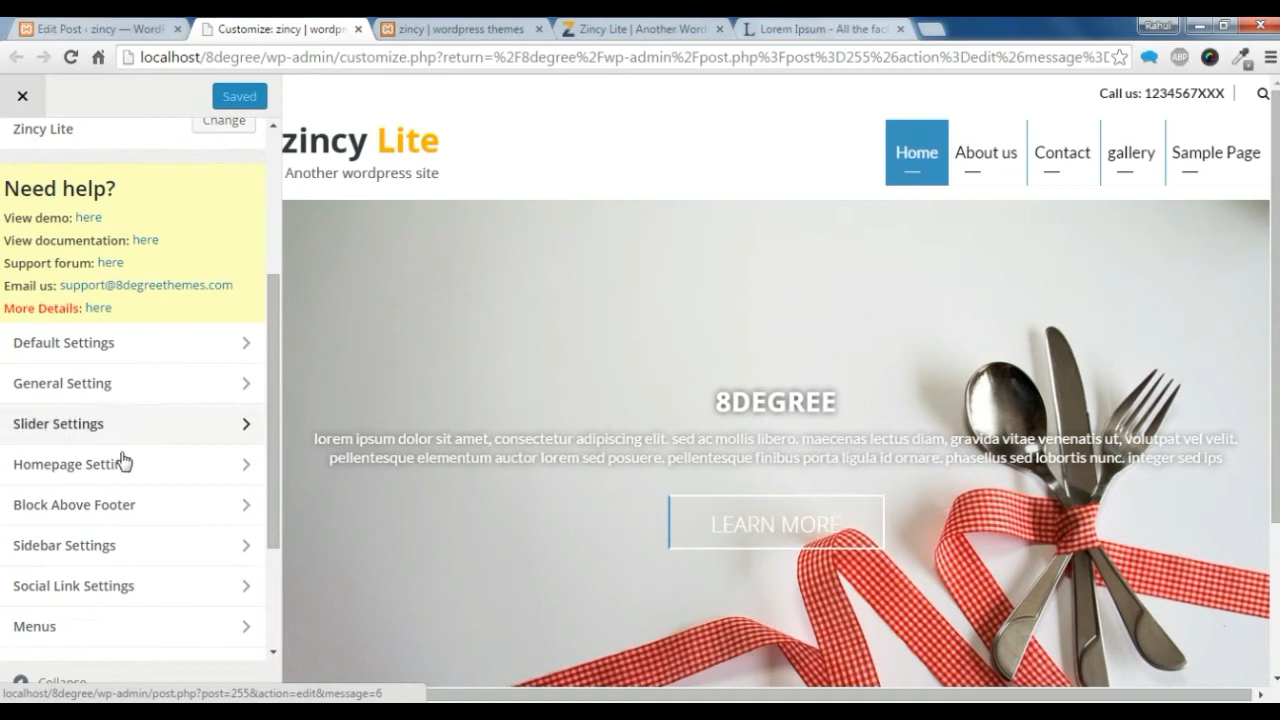 Edit Post ‹ zincy — Word
Customize: zincy | wordpr
zincy | wordpress themes
Zincy Lite | Another Word
Lorem Ipsum - All the fac
Rahul
localhost/8degree/wp-admin/customize.php?return=%2F8degree%2Fwp-admin%2Fpost.php%3Fpost%3D255%26action%3Dedit%26message%3D
ABP
Saved
Zincy Lite
Change
Need help?
View demo: here
View documentation: here
Support forum: here
Email us: support@8degreethemes.com
More Details: here
Default Settings
General Setting
Slider Settings
Homepage Settin
Block Above Footer
Sidebar Settings
Social Link Settings
Menus
Collapse
localhost/8degree/wp-admin/post.php?post=255&action=edit&message=6
Call us: 1234567XXX
zincy Lite
Another wordpress site
Home
About us
Contact
gallery
Sample Page
8DEGREE
lorem ipsum dolor sit amet, consectetur adipiscing elit. sed ac mollis libero. maecenas lectus diam, gravida vitae venenatis ut, volutpat vel velit.
pellentesque elementum auctor lorem sed posuere. pellentesque finibus porta ligula id ornare. phasellus sed lobortis nunc. integer sed ips
LEARN MORE